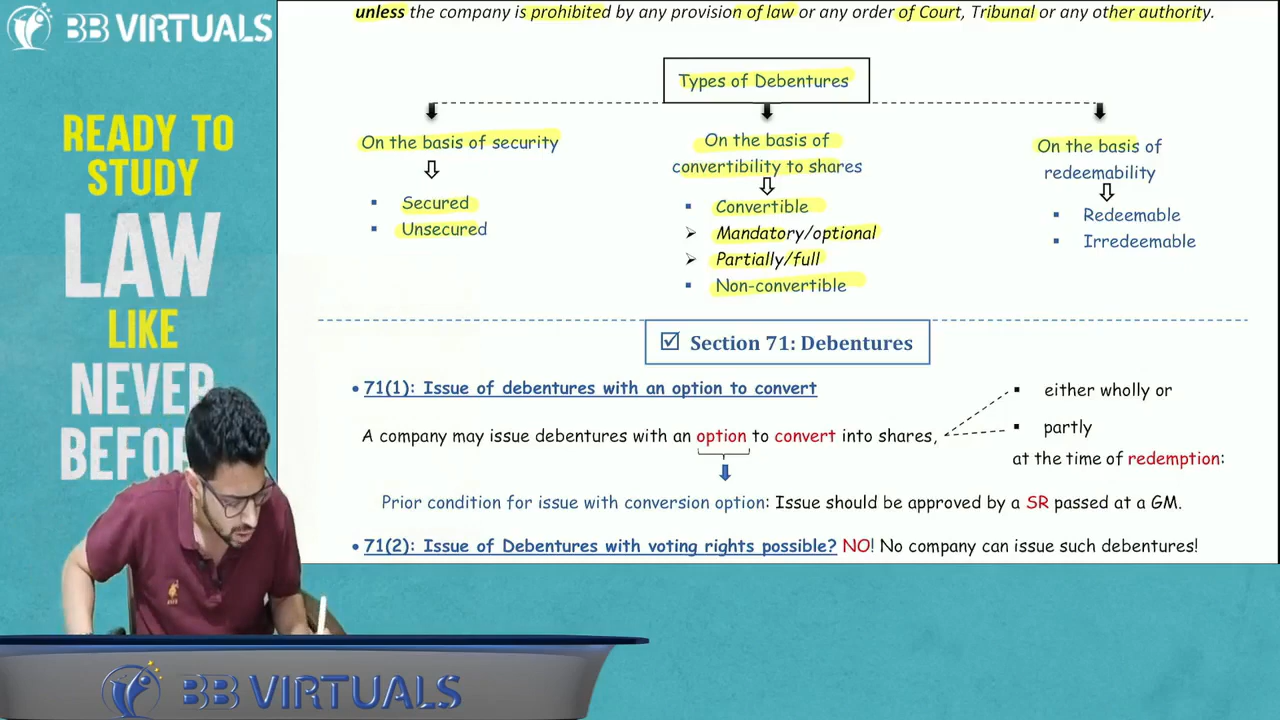 BB VIRTUALS
READY TO
STUDY
LAW
LIKE
NEVER
BEFO
unless the company is prohibited by any provision of law or any order of Court, Tribunal or any other authority.
Types of Debentures
On the basis of security
Secured
Unsecured
On the basis of
convertibility to shares
Convertible
Mandatory/optional
Partially/full
Non-convertible
On the basis of
redeemability
Redeemable
Irredeemable
Section 71: Debentures
71(1): Issue of debentures with an option to convert
A company may issue debentures with an option to convert into shares,
either wholly or
partly
at the time of redemption:
Prior condition for issue with conversion option: Issue should be approved by a SR passed at a GM.
71(2): Issue of Debentures with voting rights possible? NO! No company can issue such debentures!
BB VIRTUALS